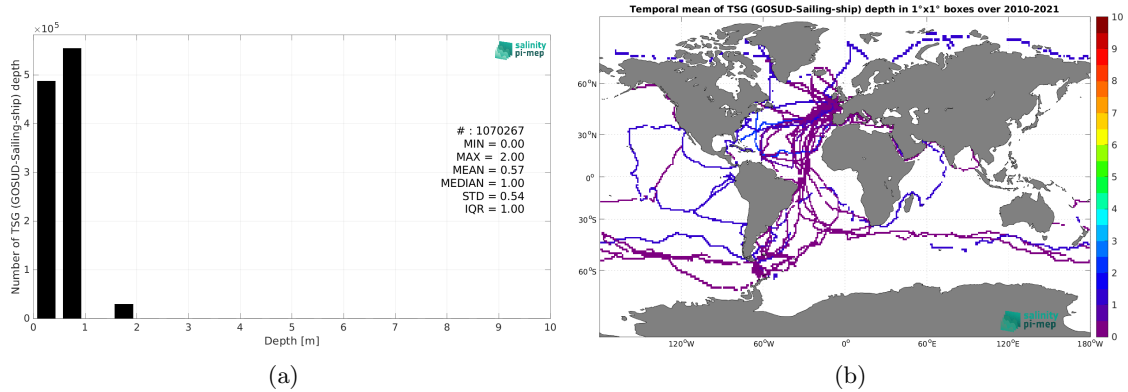 ×10⁵
salinity
pi-mep
# : 1070267
MIN = 0.00
MAX = 2.00
MEAN = 0.57
MEDIAN = 1.00
STD = 0.54
IQR = 1.00
Number of TSG (GOSUD-Sailing-ship) depth
5
4
3
2
1
0
0 1 2 3 4 5 6 7 8 9 10
Depth [m]
(a)
Temporal mean of TSG (GOSUD-Sailing-ship) depth in 1°x1° boxes over 2010-2021
60°N
30°N
15°N
0°
15°S
30°S
60°S
120°W 60°W 0° 60°E 120°E 180°W
salinity
pi-mep
10
9
8
7
6
5
4
3
2
1
0
(b)